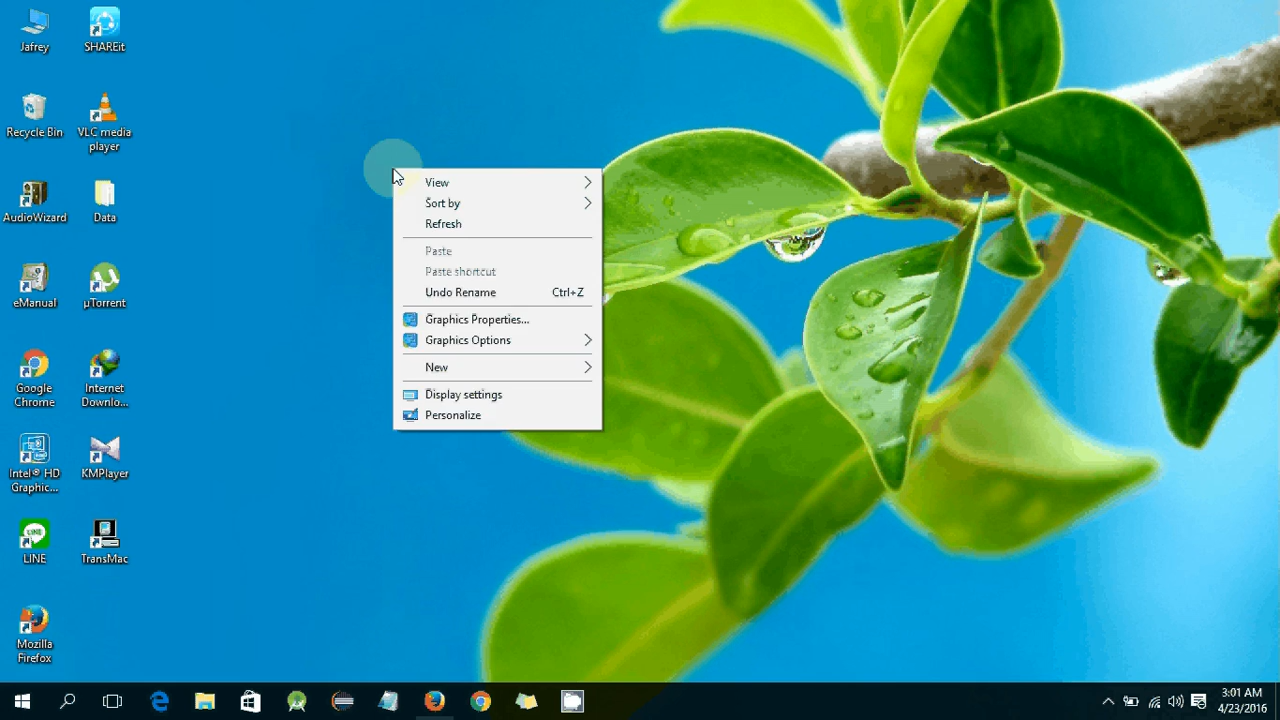 Jafrey
SHAREit
Recycle Bin
VLC media
player
AudioWizard
Data
eManual
µTorrent
Google
Chrome
Internet
Downlo...
Intel® HD
Graphic...
KMPlayer
LINE
TransMac
Mozilla
Firefox
View
Sort by
Refresh
Paste
Paste shortcut
Undo Rename Ctrl+Z
Graphics Properties...
Graphics Options
New
Display settings
Personalize
3:01 AM
4/23/2016